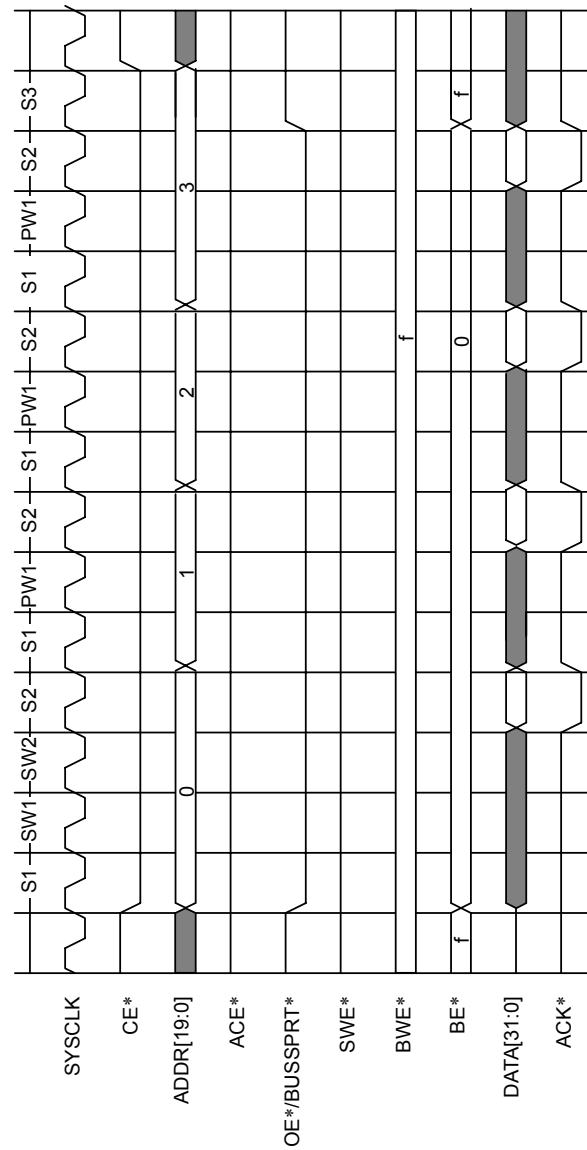 S1 SW1 SW2 S2 S1 PW1 S2 S1 PW1 S2 S1 PW1 S2 S3
SYSCLK
CE*
ADDR[19:0] 0 1 2 3
ACE*
OE*/BUSSPRT*
SWE*
BWE* f
BE* f 0 f
DATA[31:0]
ACK*